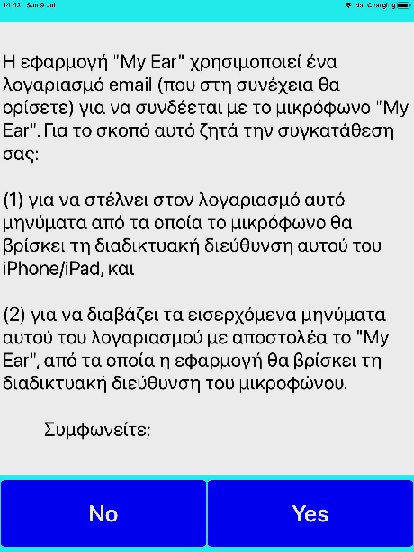 Η εφαρμογή "My Ear" χρησιμοποιεί ένα
λογαριασμό email (που στη συνέχεια θα
ορίσετε) για να συνδέεται με το μικρόφωνο "My
Ear". Για το σκοπό αυτό ζητά την συγκατάθεση
σας:
(1) για να στέλνει στον λογαριασμό αυτό
μηνύματα από τα οποία το μικρόφωνο θα
βρίσκει τη διαδικτυακή διεύθυνση αυτού του
iPhone/iPad, και
(2) για να διαβάζει τα εισερχόμενα μηνύματα
αυτού του λογαριασμού με αποστολέα το "My
Ear", από τα οποία η εφαρμογή θα βρίσκει τη
διαδικτυακή διεύθυνση του μικροφώνου.
Συμφωνείτε;
No Yes